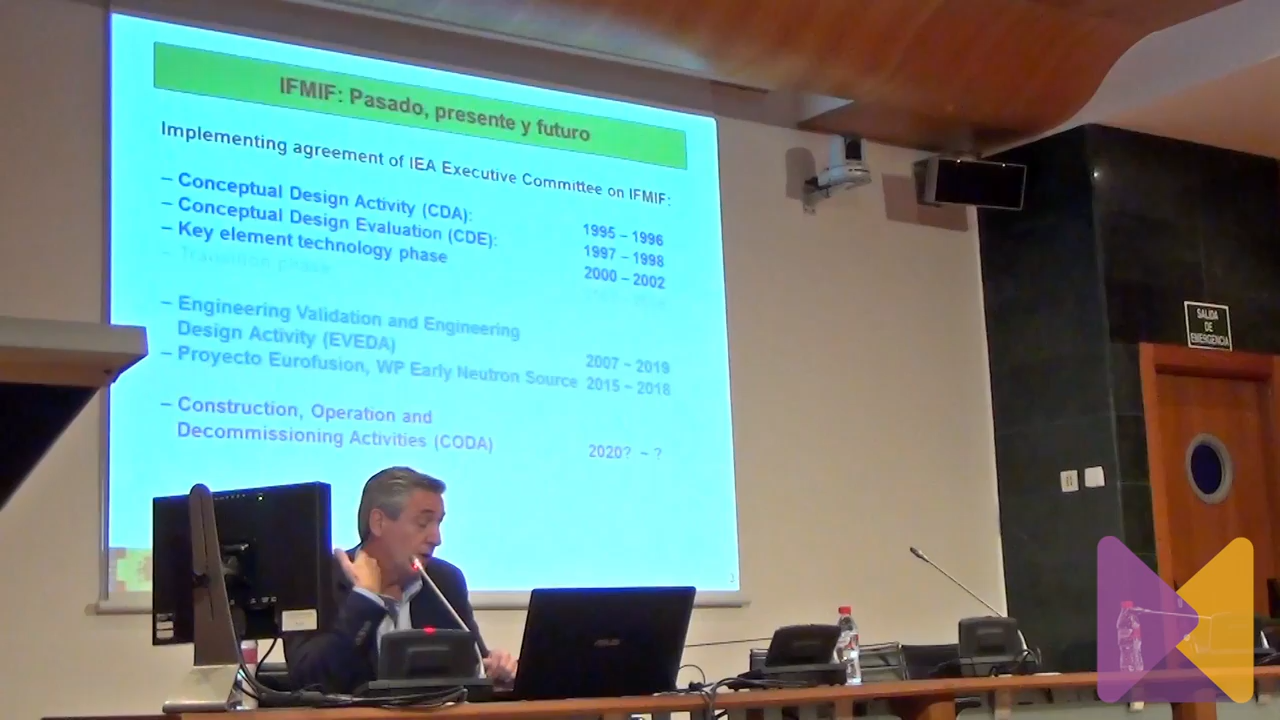 IFMIF: Pasado, presente y futuro
Implementing agreement of IEA Executive Committee on IFMIF:
– Conceptual Design Activity (CDA): 1995 – 1996
– Conceptual Design Evaluation (CDE): 1997 – 1998
– Key element technology phase 2000 – 2002
– Transition phase
– Engineering Validation and Engineering
Design Activity (EVEDA) 2007 – 2019
– Proyecto Eurofusion, WP Early Neutron Source 2015 – 2018
– Construction, Operation and
Decommissioning Activities (CODA) 2020? – ?
SALIDA
DE
EMERGENCIA
ASUS